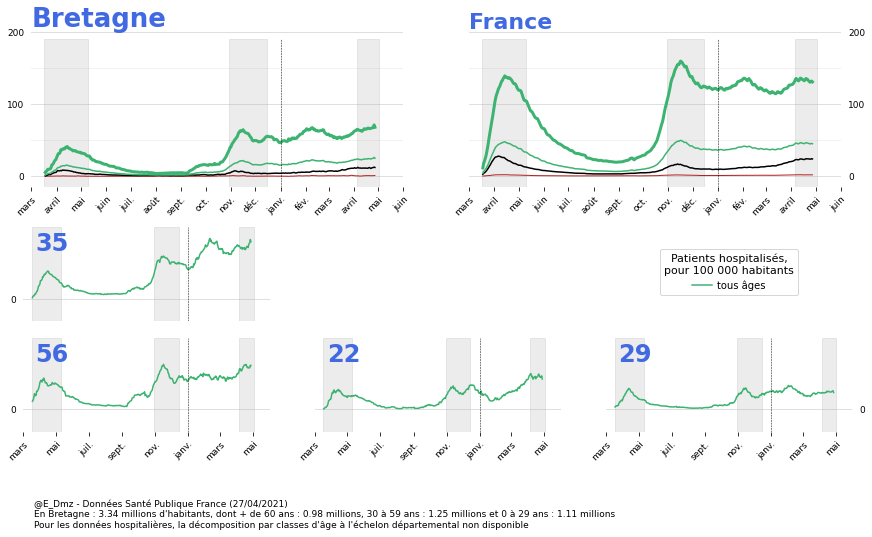 Bretagne
France
200
100
0
200
100
0
mars avril mai juin juil. août sept. oct. nov. déc. janv. fév. mars avril mai juin
mars avril mai juin juil. août sept. oct. nov. déc. janv. fév. mars avril mai juin
35
0
Patients hospitalisés,
pour 100 000 habitants
tous âges
56
22
29
0
0
mars mai juil. sept. nov. janv. mars mai
mars mai juil. sept. nov. janv. mars mai
mars mai juil. sept. nov. janv. mars mai
@E_Dmz - Données Santé Publique France (27/04/2021)
En Bretagne : 3.34 millions d'habitants, dont + de 60 ans : 0.98 millions, 30 à 59 ans : 1.25 millions et 0 à 29 ans : 1.11 millions
Pour les données hospitalières, la décomposition par classes d'âge à l'échelon départemental non disponible